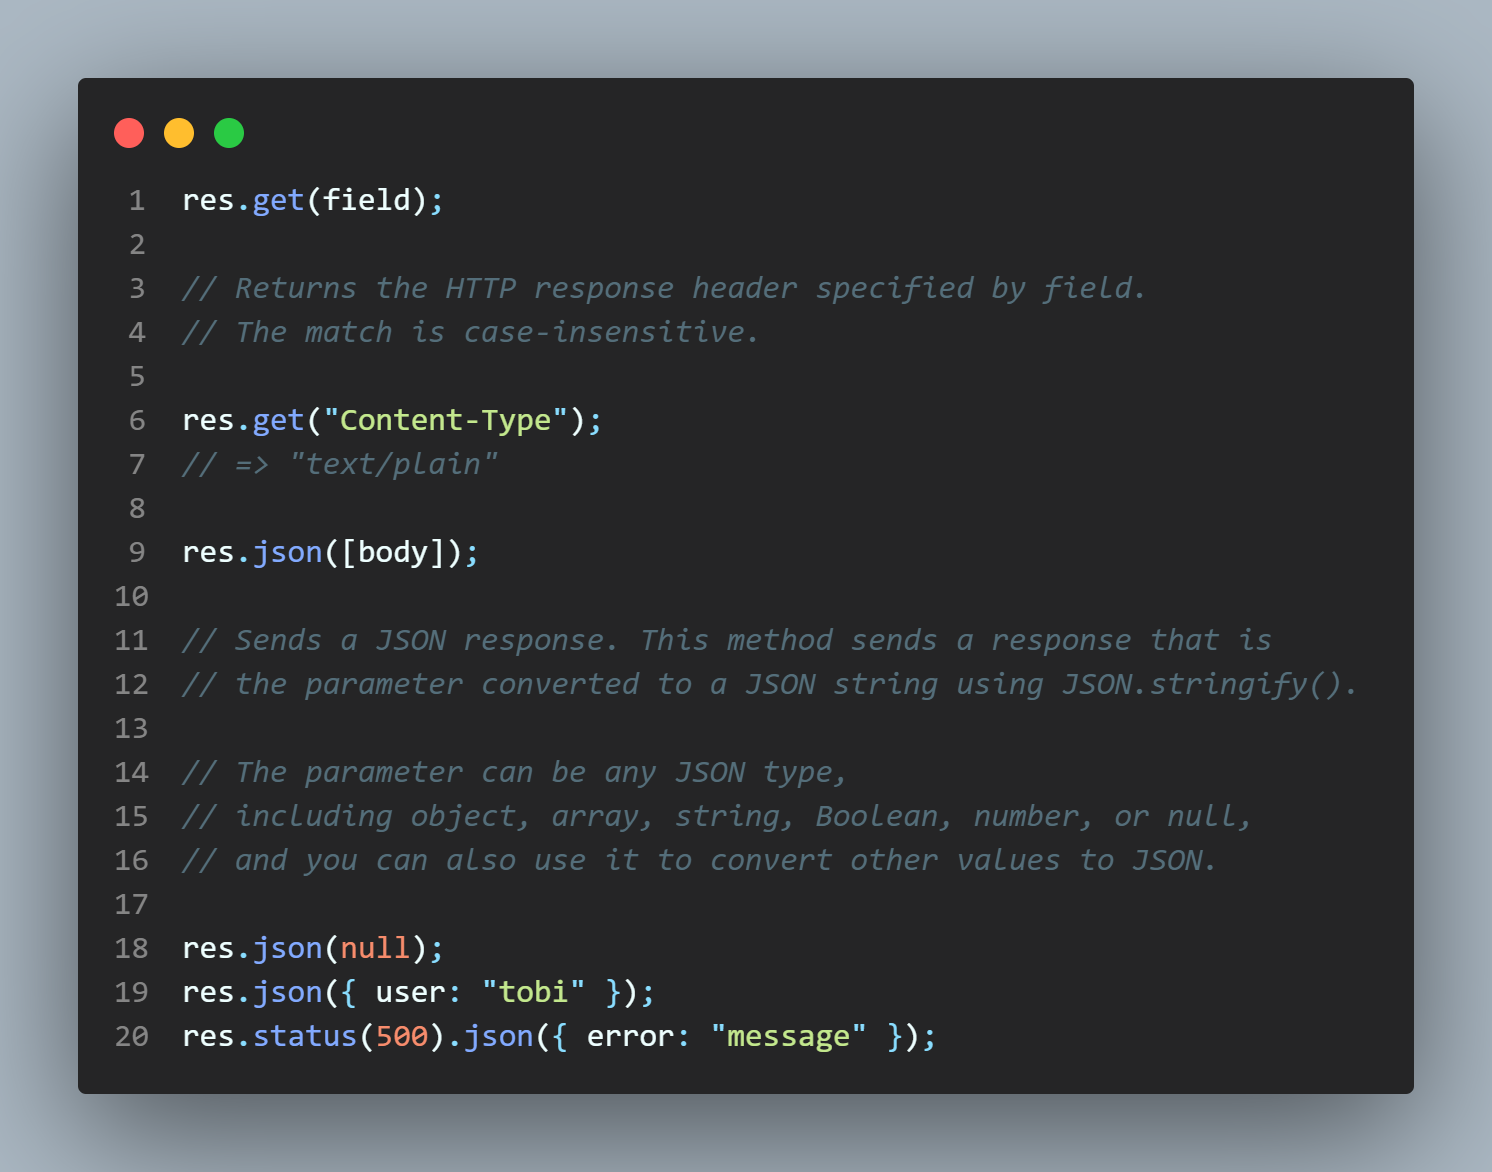 1 res.get(field);
2
3 // Returns the HTTP response header specified by field.
4 // The match is case-insensitive.
5
6 res.get("Content-Type");
7 // => "text/plain"
8
9 res.json([body]);
10
11 // Sends a JSON response. This method sends a response that is
12 // the parameter converted to a JSON string using JSON.stringify().
13
14 // The parameter can be any JSON type,
15 // including object, array, string, Boolean, number, or null,
16 // and you can also use it to convert other values to JSON.
17
18 res.json(null);
19 res.json({ user: "tobi" });
20 res.status(500).json({ error: "message" });